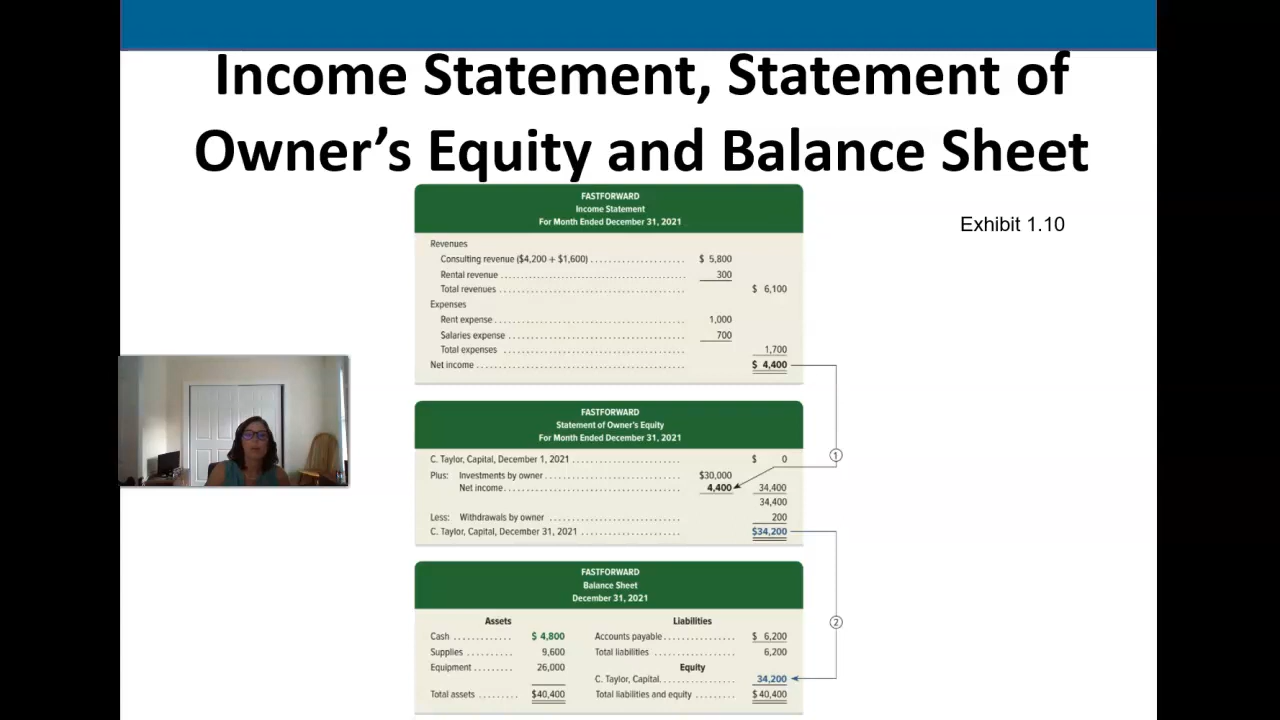 Income Statement, Statement of
Owner’s Equity and Balance Sheet
Exhibit 1.10
FASTFORWARD
Income Statement
For Month Ended December 31, 2021
Revenues
Consulting revenue ($4,200 + $1,600) ..................... $ 5,800
Rental revenue ......................................... 300
Total revenues ......................................... $ 6,100
Expenses
Rent expense .......................................... 1,000
Salaries expense ....................................... 700
Total expenses ........................................ 1,700
Net income ............................................. $ 4,400
FASTFORWARD
Statement of Owner’s Equity
For Month Ended December 31, 2021
C. Taylor, Capital, December 1, 2021 ........................ $ 0
1
Plus: Investments by owner .............................. $30,000
Net income ....................................... 4,400 34,400
34,400
Less: Withdrawals by owner ............................. 200
C. Taylor, Capital, December 31, 2021 ...................... $34,200
FASTFORWARD
Balance Sheet
December 31, 2021
Assets Liabilities
2
Cash ............. $ 4,800 Accounts payable ................ $ 6,200
Supplies .......... 9,600 Total liabilities .................. 6,200
Equipment ........ 26,000 Equity
C. Taylor, Capital. ................. 34,200
Total assets ......... $40,400 Total liabilities and equity ......... $40,400